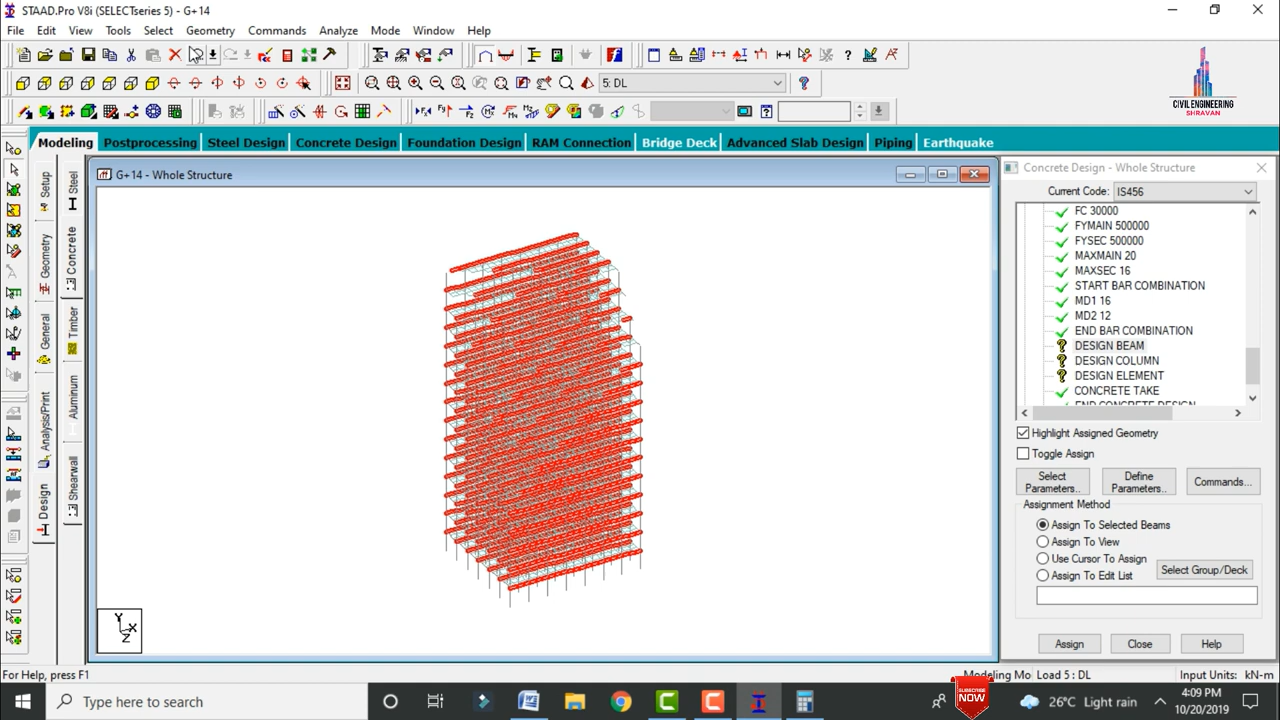 STAAD.Pro V8i (SELECTseries 5) - G+14
File Edit View Tools Select Geometry Commands Analyze Mode Window Help
5: DL
CIVIL ENGINEERING
SHRAVAN
Modeling Postprocessing Steel Design Concrete Design Foundation Design RAM Connection Bridge Deck Advanced Slab Design Piping Earthquake
Setup
Geometry
General
Analysis/Print
Design
Steel
Concrete
Timber
Aluminum
Shearwall
G+14 - Whole Structure
Y
X
Z
Concrete Design - Whole Structure
Current Code: IS456
FC 30000
FYMAIN 500000
FYSEC 500000
MAXMAIN 20
MAXSEC 16
START BAR COMBINATION
MD1 16
MD2 12
END BAR COMBINATION
DESIGN BEAM
DESIGN COLUMN
DESIGN ELEMENT
CONCRETE TAKE
END CONCRETE DESIGN
Highlight Assigned Geometry
Toggle Assign
Select Parameters..
Define Parameters..
Commands...
Assignment Method
Assign To Selected Beams
Assign To View
Use Cursor To Assign
Select Group/Deck
Assign To Edit List
Assign Close Help
For Help, press F1
Modeling Mo Load 5 : DL Input Units: kN-m
Type here to search
SUBSCRIBE
NOW
26°C Light rain
4:09 PM
10/20/2019